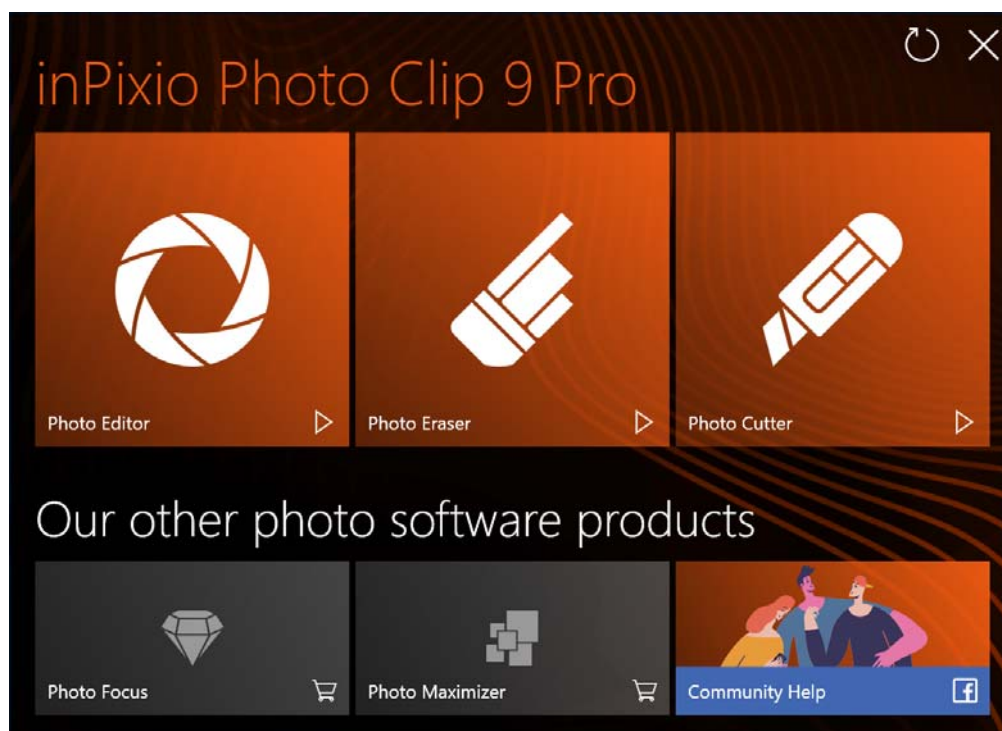 inPixio Photo Clip 9 Pro
Photo Editor
Photo Eraser
Photo Cutter
Our other photo software products
Photo Focus
Photo Maximizer
Community Help